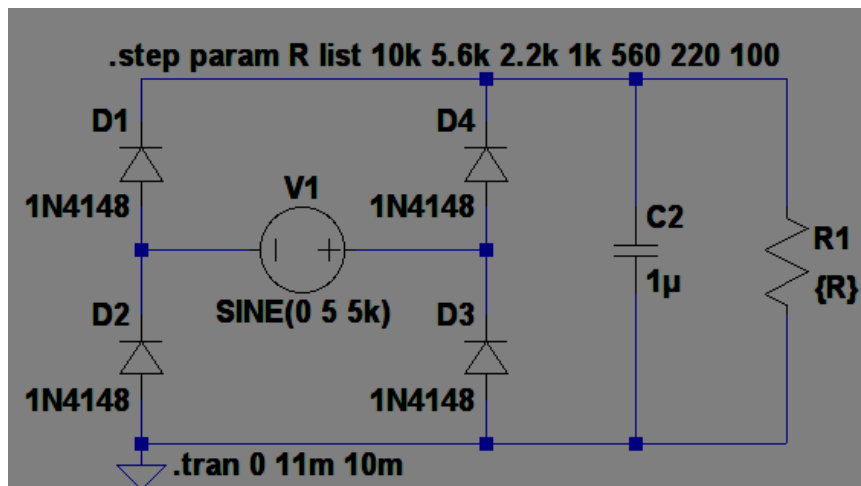 .step param R list 10k 5.6k 2.2k 1k 560 220 100
D1
D4
1N4148
V1
1N4148
C2
R1
1µ
{R}
D2
SINE(0 5 5k)
D3
1N4148
1N4148
.tran 0 11m 10m